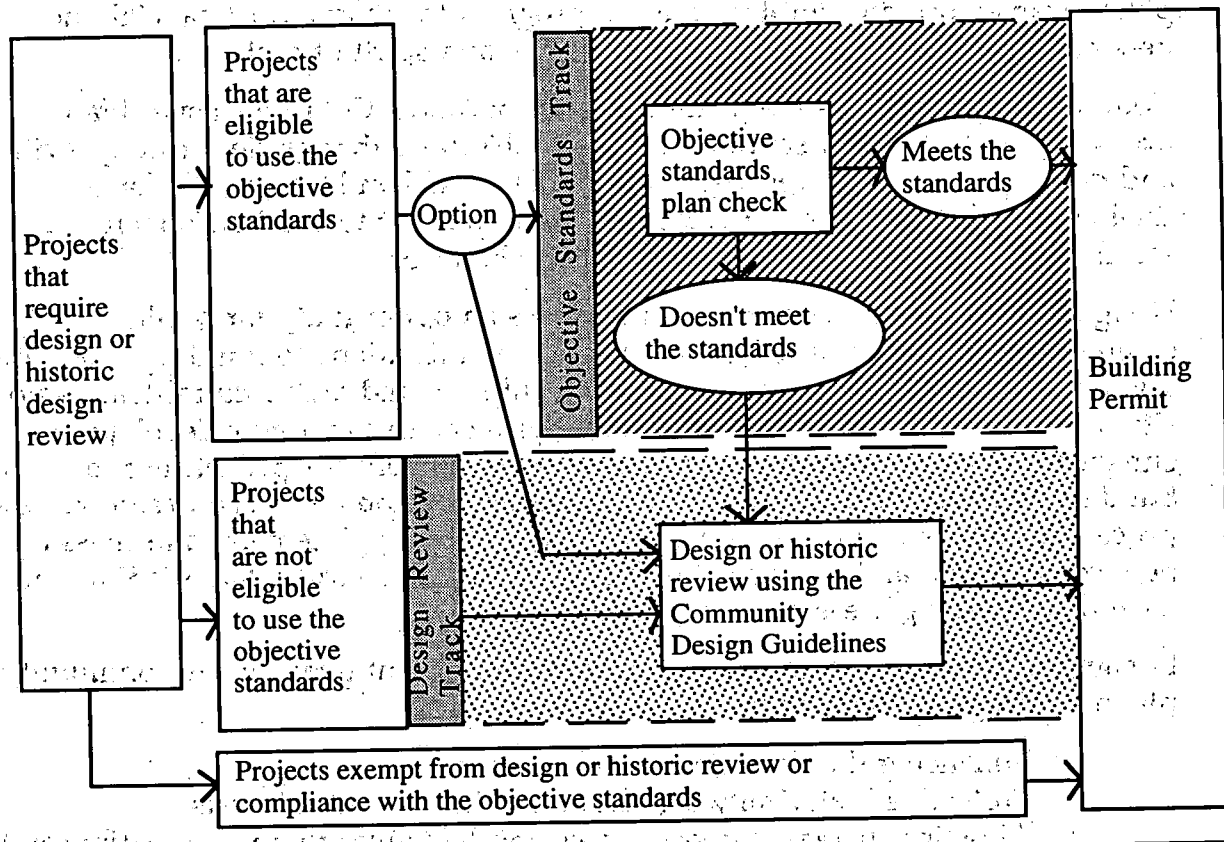 Projects
that
require
design or
historic
design
review
Projects
that are
eligible
to use the
objective
standards
Option
Objective Standards Track
Objective
standards
plan check
Meets the
standards
Doesn't meet
the standards
Projects
that
are not
eligible
to use the
objective
standards
Design Review
Track
Design or historic
review using the
Community
Design Guidelines
Projects exempt from design or historic review or
compliance with the objective standards
Building
Permit